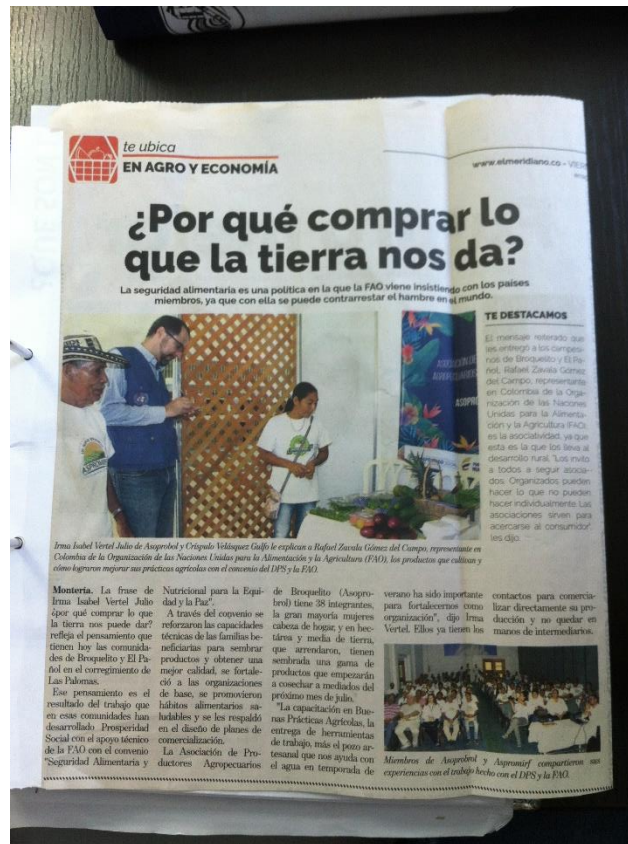 te ubica
EN AGRO Y ECONOMÍA
www.elmeridiano.co - VIERN
¿Por qué comprar lo
que la tierra nos da?
La seguridad alimentaria es una política en la que la FAO viene insistiendo con los países
miembros, ya que con ella se puede contrarrestar el hambre en el mundo.
TE DESTACAMOS
El mensaje reiterado que
les entregó a los campesi-
nos de Broquelito y El Pa-
ñol, Rafael Zavala Gómez
del Campo, representante
en Colombia de la Orga-
nización de las Naciones
Unidas para la Alimenta-
ción y la Agricultura (FAO),
es la asociatividad, ya que
esta es la que los lleva al
desarrollo rural. "Los invito
a todos a seguir asocia-
dos. Organizados pueden
hacer lo que no pueden
hacer individualmente. Las
asociaciones sirven para
acercarse al consumidor",
les dijo.
ASOPRO
Irma Isabel Vertel Julio de Asoprobol y Críspulo Velásquez Gulfo le explican a Rafael Zavala Gómez del Campo, representante en
Colombia de la Organización de las Naciones Unidas para la Alimentación y la Agricultura (FAO), los productos que cultivan y
cómo lograron mejorar sus prácticas agrícolas con el convenio del DPS y la FAO.
Montería. La frase de
Irma Isabel Vertel Julio
¿por qué comprar lo que
la tierra nos puede dar?
refleja el pensamiento que
tienen hoy las comunida-
des de Broquelito y El Pa-
ñol en el corregimiento de
Las Palomas.
Ese pensamiento es el
resultado del trabajo que
en esas comunidades han
desarrollado Prosperidad
Social con el apoyo técnico
de la FAO con el convenio
"Seguridad Alimentaria y
Nutricional para la Equi-
dad y la Paz".
A través del convenio se
reforzaron las capacidades
técnicas de las familias be-
neficiarias para sembrar
productos y obtener una
mejor calidad, se fortale-
ció a las organizaciones
de base, se promovieron
hábitos alimentarios sa-
ludables y se les respaldó
en el diseño de planes de
comercialización.
La Asociación de Pro-
ductores Agropectuarios
de Broquelito (Asopro-
brol) tiene 38 integrantes,
la gran mayoría mujeres
cabeza de hogar, y en hec-
tárea y media de tierra,
que arrendaron, tienen
sembrada una gama de
productos que empezarán
a cosechar a mediados del
próximo mes de julio.
"La capacitación en Bue-
nas Prácticas Agrícolas, la
entrega de herramientas
de trabajo, más el pozo ar-
tesanal que nos ayuda con
el agua en temporada de
verano ha sido importante
para fortalecernos como
organización", dijo Irma
Vertel. Ellos ya tienen los
contactos para comercia-
lizar directamente su pro-
ducción y no quedar en
manos de intermediarios.
Miembros de Asoprobrol y Aspromief compartieron sus
experiencias con el trabajo hecho con el DPS y la FAO.